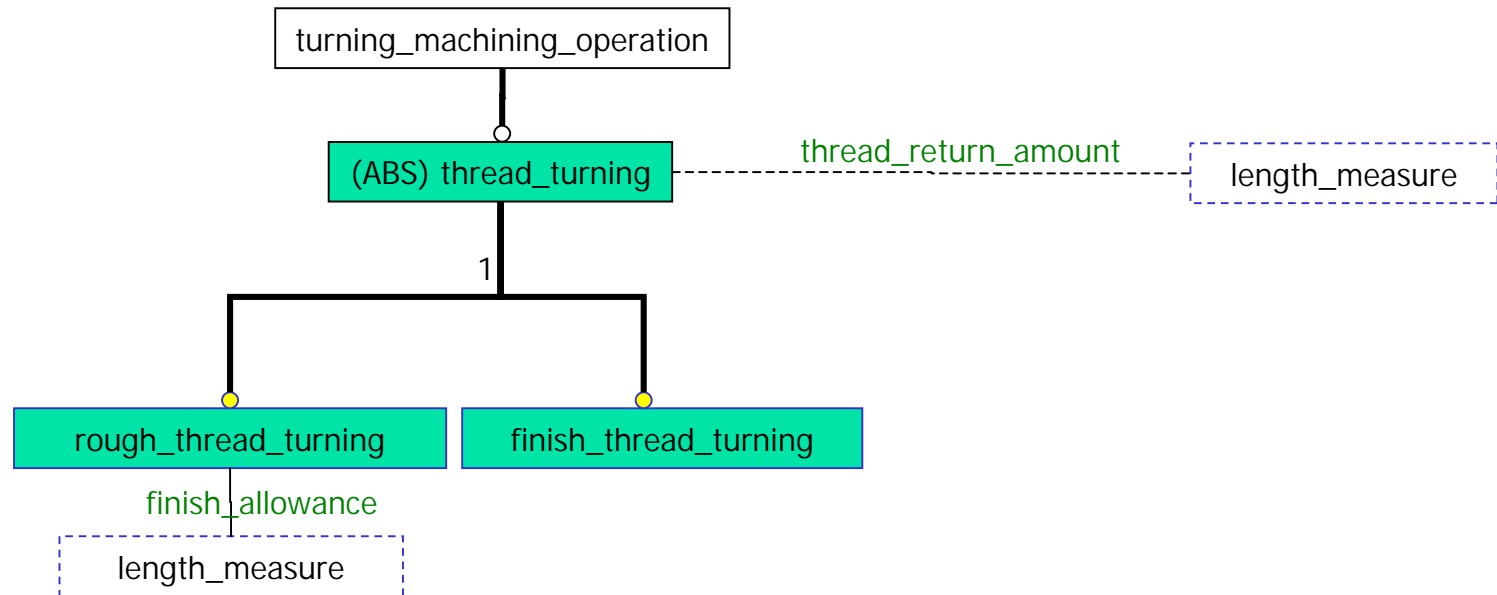 turning_machining_operation
(ABS) thread_turning
thread_return_amount
length_measure
1
rough_thread_turning
finish_thread_turning
finish_allowance
length_measure